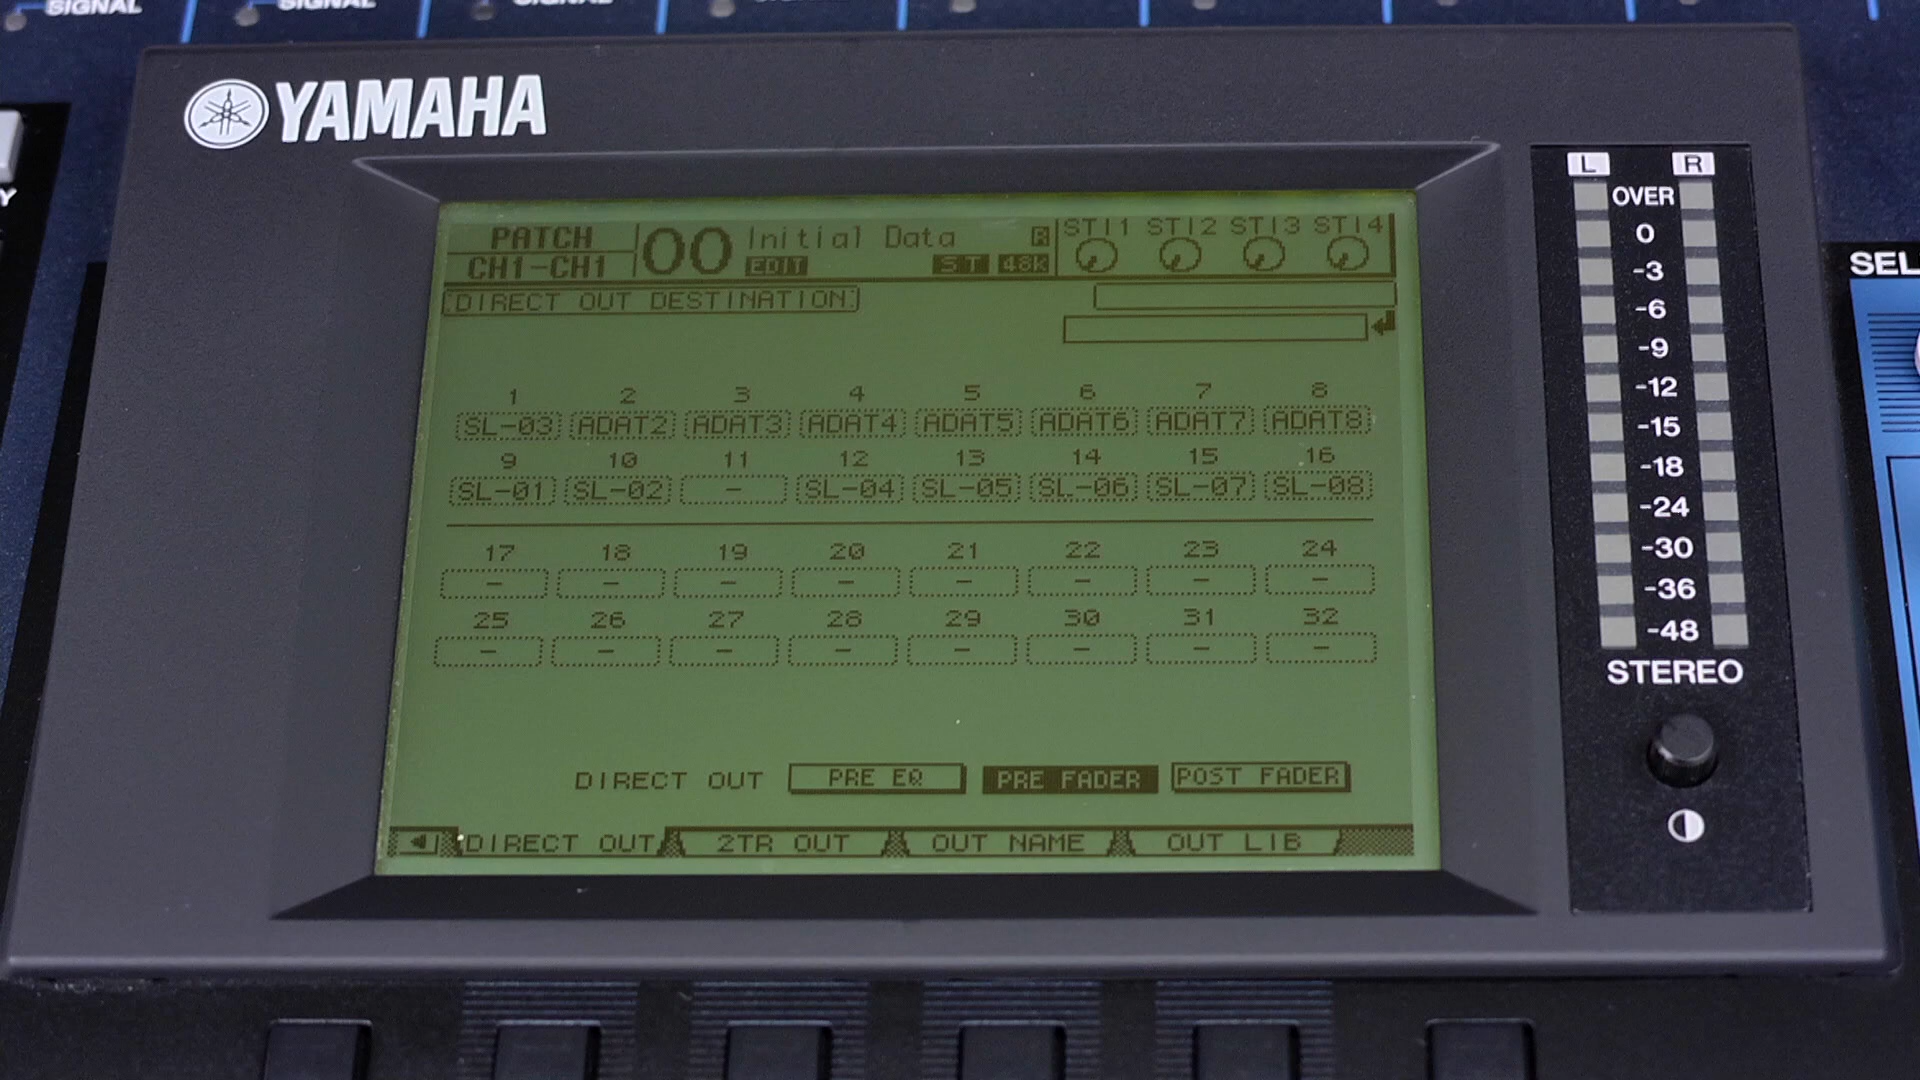 SIGNAL SIGNAL
YAMAHA
L R
OVER
0
-3
-6
-9
-12
-15
-18
-24
-30
-36
-48
STEREO
PATCH 00 Initial Data R STI1 STI2 STI3 STI4
CH1-CH1 EDIT ST 48k
DIRECT OUT DESTINATION
1 2 3 4 5 6 7 8
SL-03 ADAT2 ADAT3 ADAT4 ADAT5 ADAT6 ADAT7 ADAT8
9 10 11 12 13 14 15 16
SL-01 SL-02 - SL-04 SL-05 SL-06 SL-07 SL-08
17 18 19 20 21 22 23 24
- - - - - - - -
25 26 27 28 29 30 31 32
- - - - - - - -
DIRECT OUT PRE EQ PRE FADER POST FADER
DIRECT OUT 2TR OUT OUT NAME OUT LIB
Y
SEL